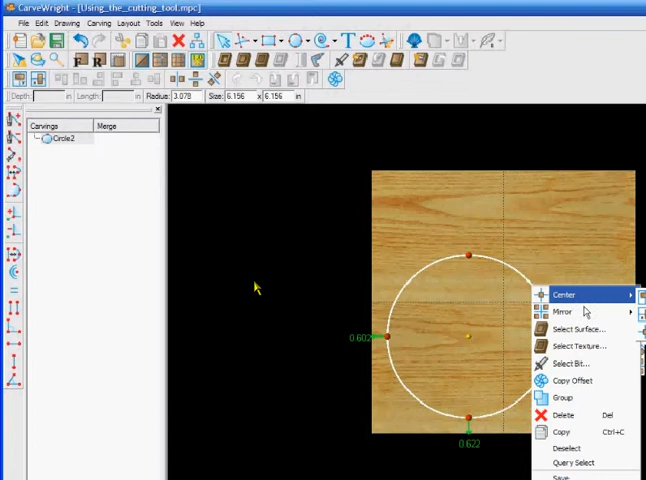 CarveWright - [Using_the_cutting_tool.mpc]
File Edit Drawing Carving Layout Tools View Help
Depth: in Length: in Radius: 3.078 Size: 6.156 x 6.156 in
Carvings Merge
Circle2
0.602
0.622
Center
Mirror
Select Surface...
Select Texture...
Select Bit...
Copy Offset
Group
Delete Del
Copy Ctrl+C
Deselect
Query Select
Save